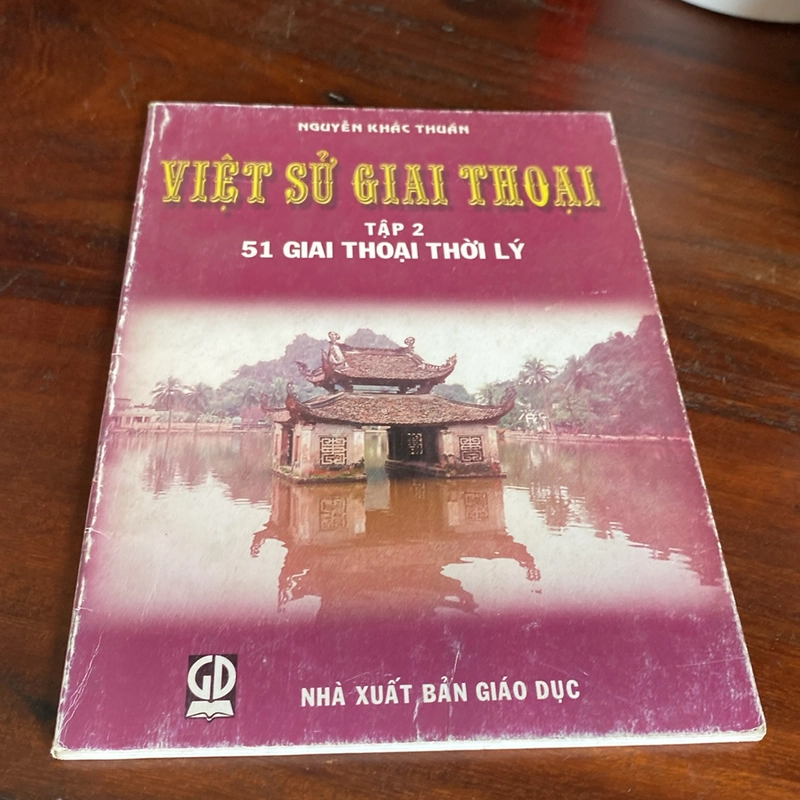 NGUYỄN KHẮC THUẦN
VIỆT SỬ GIAI THOẠI
TẬP 2
51 GIAI THOẠI THỜI LÝ
GD
NHÀ XUẤT BẢN GIÁO DỤC